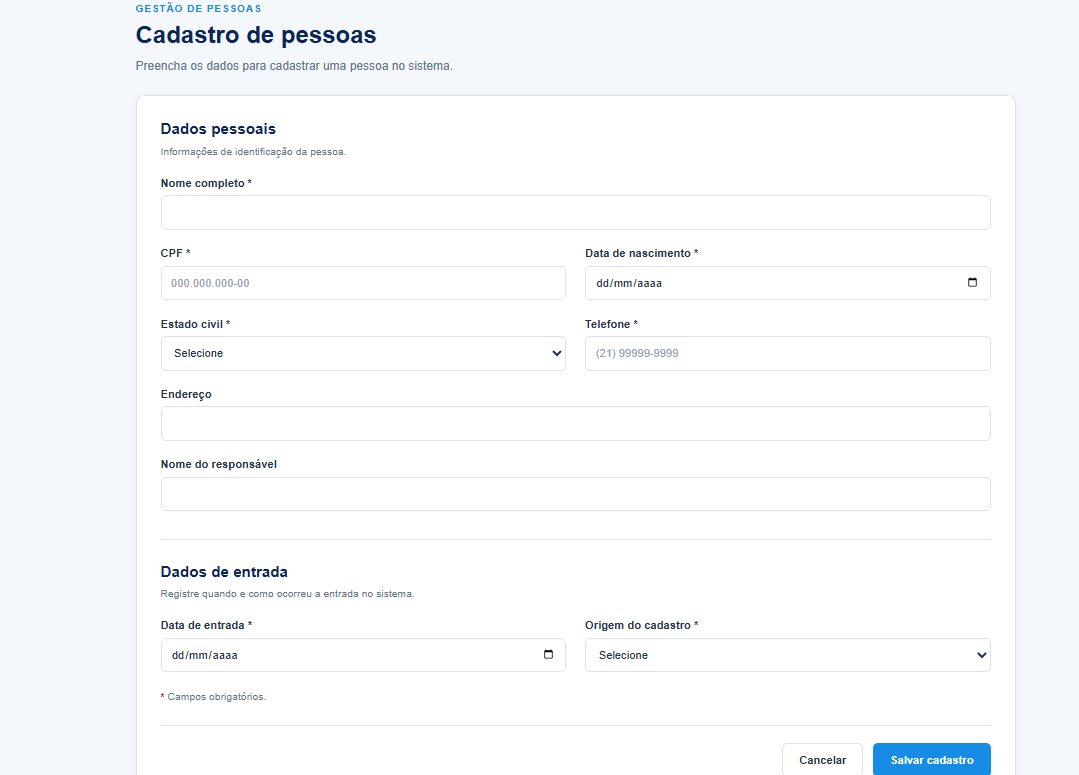 GESTÃO DE PESSOAS
Cadastro de pessoas
Preencha os dados para cadastrar uma pessoa no sistema.
Dados pessoais
Informações de identificação da pessoa.
Nome completo *
CPF *
Data de nascimento *
000.000.000-00
dd/mm/aaaa
Estado civil *
Telefone *
Selecione
(21) 99999-9999
Endereço
Nome do responsável
Dados de entrada
Registre quando e como ocorreu a entrada no sistema.
Data de entrada *
Origem do cadastro *
dd/mm/aaaa
Selecione
* Campos obrigatórios.
Cancelar
Salvar cadastro